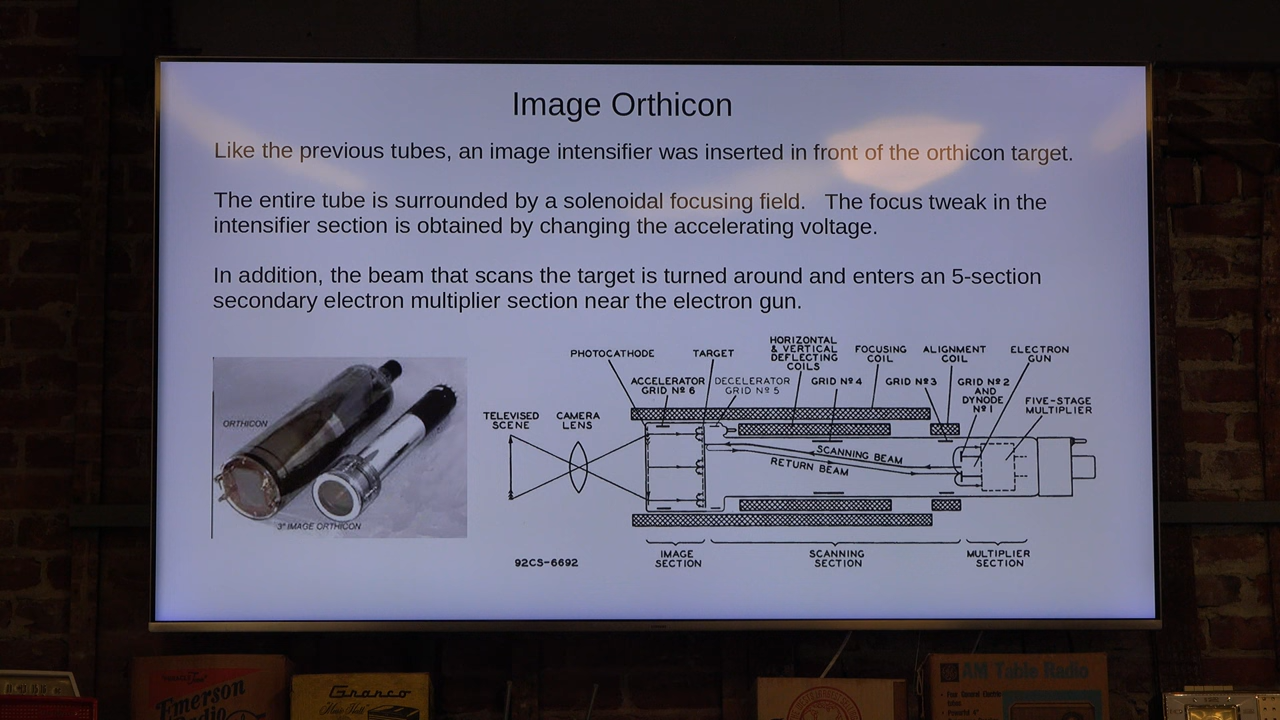 Image Orthicon
Like the previous tubes, an image intensifier was inserted in front of the orthicon target.
The entire tube is surrounded by a solenoidal focusing field. The focus tweak in the
intensifier section is obtained by changing the accelerating voltage.
In addition, the beam that scans the target is turned around and enters an 5-section
secondary electron multiplier section near the electron gun.
ORTHICON
3" IMAGE ORTHICON
TELEVISED
SCENE
CAMERA
LENS
PHOTOCATHODE
ACCELERATOR
GRID Nº 6
TARGET
DECELERATOR
GRID Nº 5
HORIZONTAL
& VERTICAL
DEFLECTING
COILS
GRID Nº 4
FOCUSING
COIL
GRID Nº 3
ALIGNMENT
COIL
GRID Nº 2
AND
DYNODE
Nº 1
ELECTRON
GUN
FIVE-STAGE
MULTIPLIER
SCANNING BEAM
RETURN BEAM
IMAGE
SECTION
SCANNING
SECTION
MULTIPLIER
SECTION
92CS-6692
Emerson
Radio
Granco
AM Table Radio